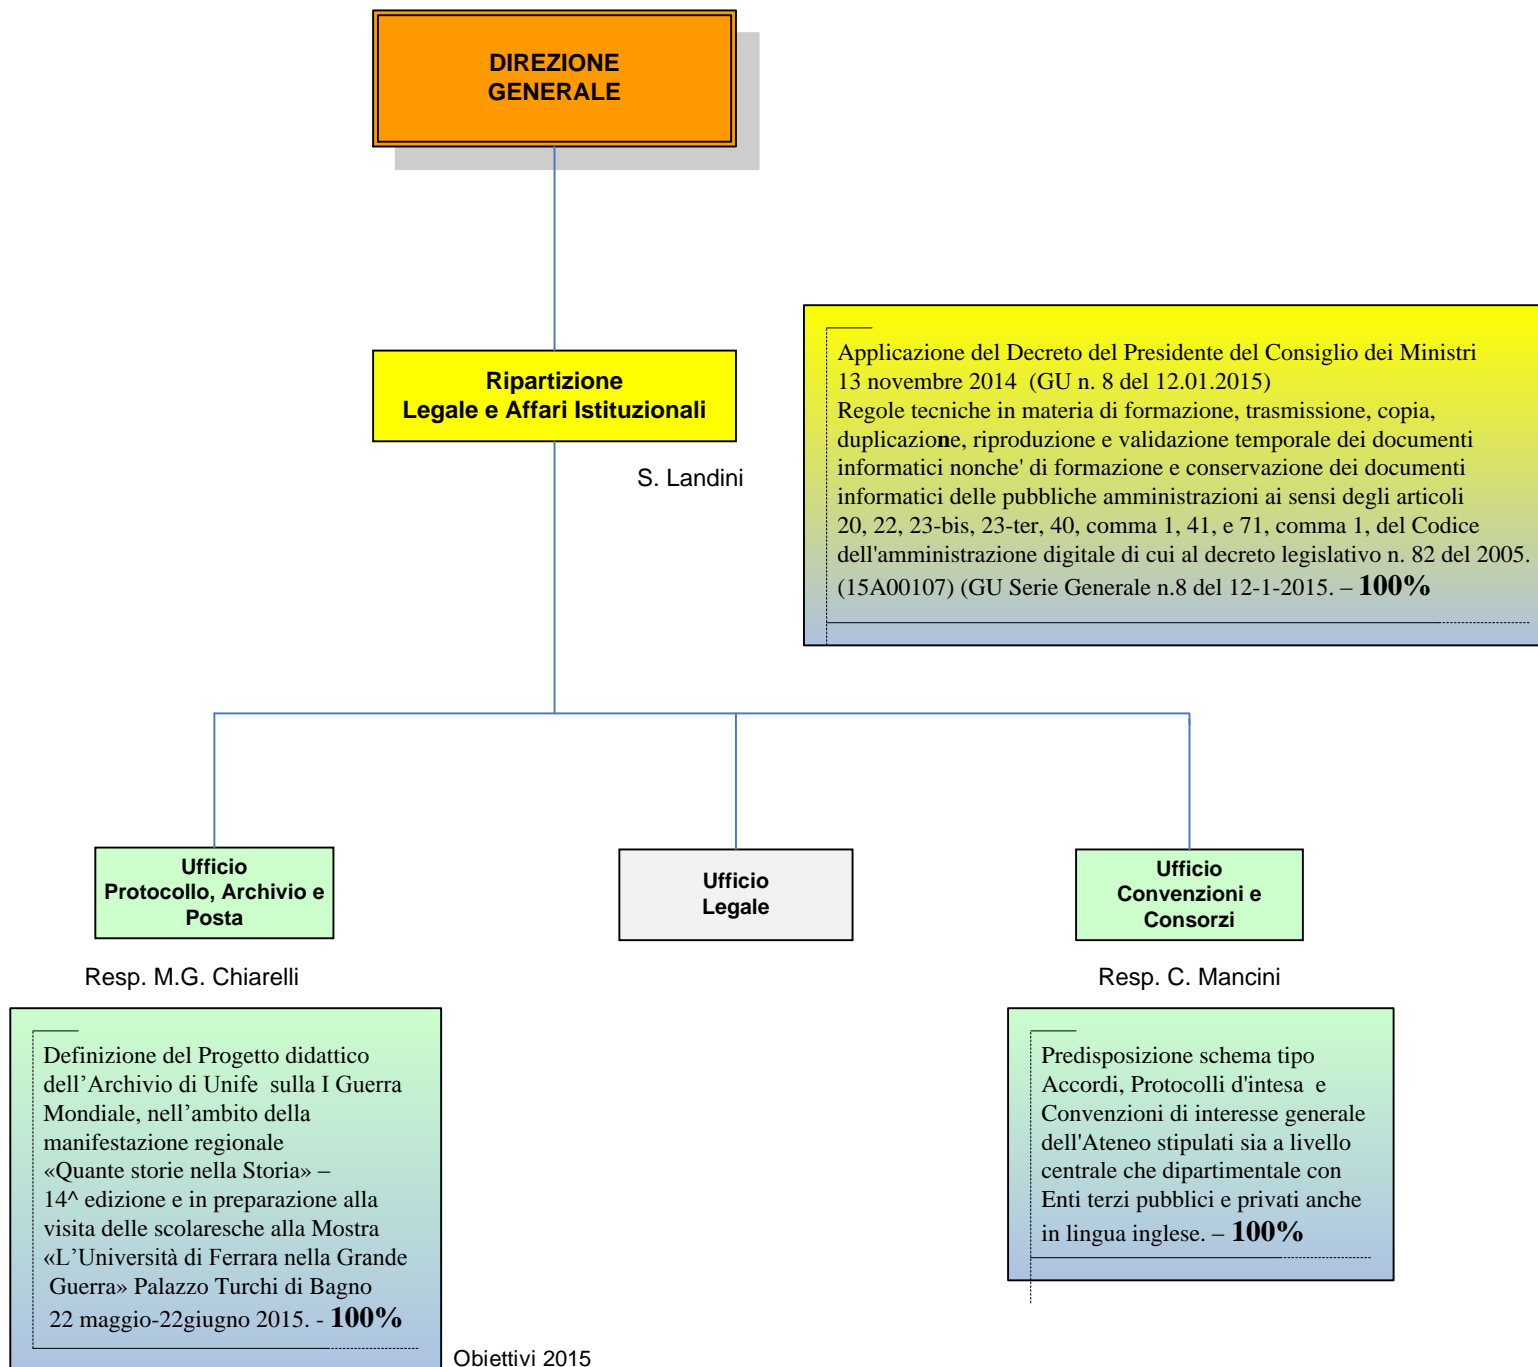 DIREZIONE
GENERALE
Ripartizione
Legale e Affari Istituzionali
S. Landini
Applicazione del Decreto del Presidente del Consiglio dei Ministri
13 novembre 2014  (GU n. 8 del 12.01.2015)
Regole tecniche in materia di formazione, trasmissione, copia,
duplicazione, riproduzione e validazione temporale dei documenti
informatici nonche' di formazione e conservazione dei documenti
informatici delle pubbliche amministrazioni ai sensi degli articoli
20, 22, 23-bis, 23-ter, 40, comma 1, 41, e 71, comma 1, del Codice
dell'amministrazione digitale di cui al decreto legislativo n. 82 del 2005.
(15A00107) (GU Serie Generale n.8 del 12-1-2015. – 100%
Ufficio
Protocollo, Archivio e
Posta
Resp. M.G. Chiarelli
Definizione del Progetto didattico
dell’Archivio di Unife  sulla I Guerra
Mondiale, nell’ambito della
manifestazione regionale
«Quante storie nella Storia» –
14^ edizione e in preparazione alla
visita delle scolaresche alla Mostra
«L’Università di Ferrara nella Grande
Guerra» Palazzo Turchi di Bagno
22 maggio-22giugno 2015. - 100%
Ufficio
Legale
Ufficio
Convenzioni e
Consorzi
Resp. C. Mancini
Predisposizione schema tipo
Accordi, Protocolli d'intesa  e
Convenzioni di interesse generale
dell'Ateneo stipulati sia a livello
centrale che dipartimentale con
Enti terzi pubblici e privati anche
in lingua inglese. – 100%
Obiettivi 2015